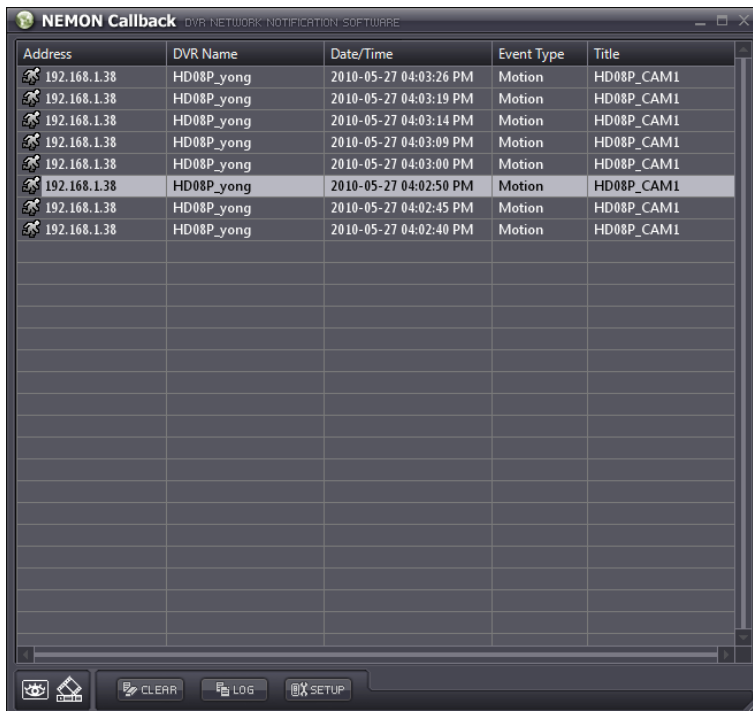 NEMON Callback DVR NETWORK NOTIFICATION SOFTWARE
Address DVR Name Date/Time Event Type Title
192.168.1.38 HD08P_yong 2010-05-27 04:03:26 PM Motion HD08P_CAM1
192.168.1.38 HD08P_yong 2010-05-27 04:03:19 PM Motion HD08P_CAM1
192.168.1.38 HD08P_yong 2010-05-27 04:03:14 PM Motion HD08P_CAM1
192.168.1.38 HD08P_yong 2010-05-27 04:03:09 PM Motion HD08P_CAM1
192.168.1.38 HD08P_yong 2010-05-27 04:03:00 PM Motion HD08P_CAM1
192.168.1.38 HD08P_yong 2010-05-27 04:02:50 PM Motion HD08P_CAM1
192.168.1.38 HD08P_yong 2010-05-27 04:02:45 PM Motion HD08P_CAM1
192.168.1.38 HD08P_yong 2010-05-27 04:02:40 PM Motion HD08P_CAM1
CLEAR LOG SETUP